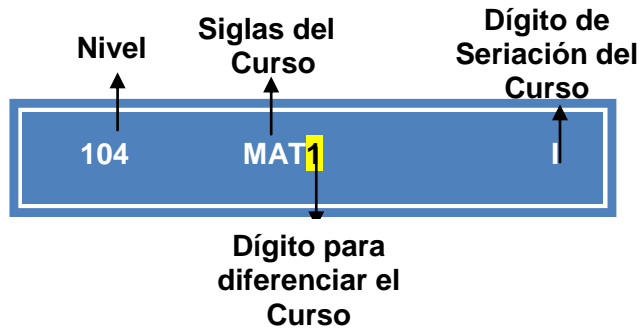 Nivel
Siglas del
Curso
Dígito de
Seriación del
Curso
104 MAT1 I
Dígito para
diferenciar el
Curso